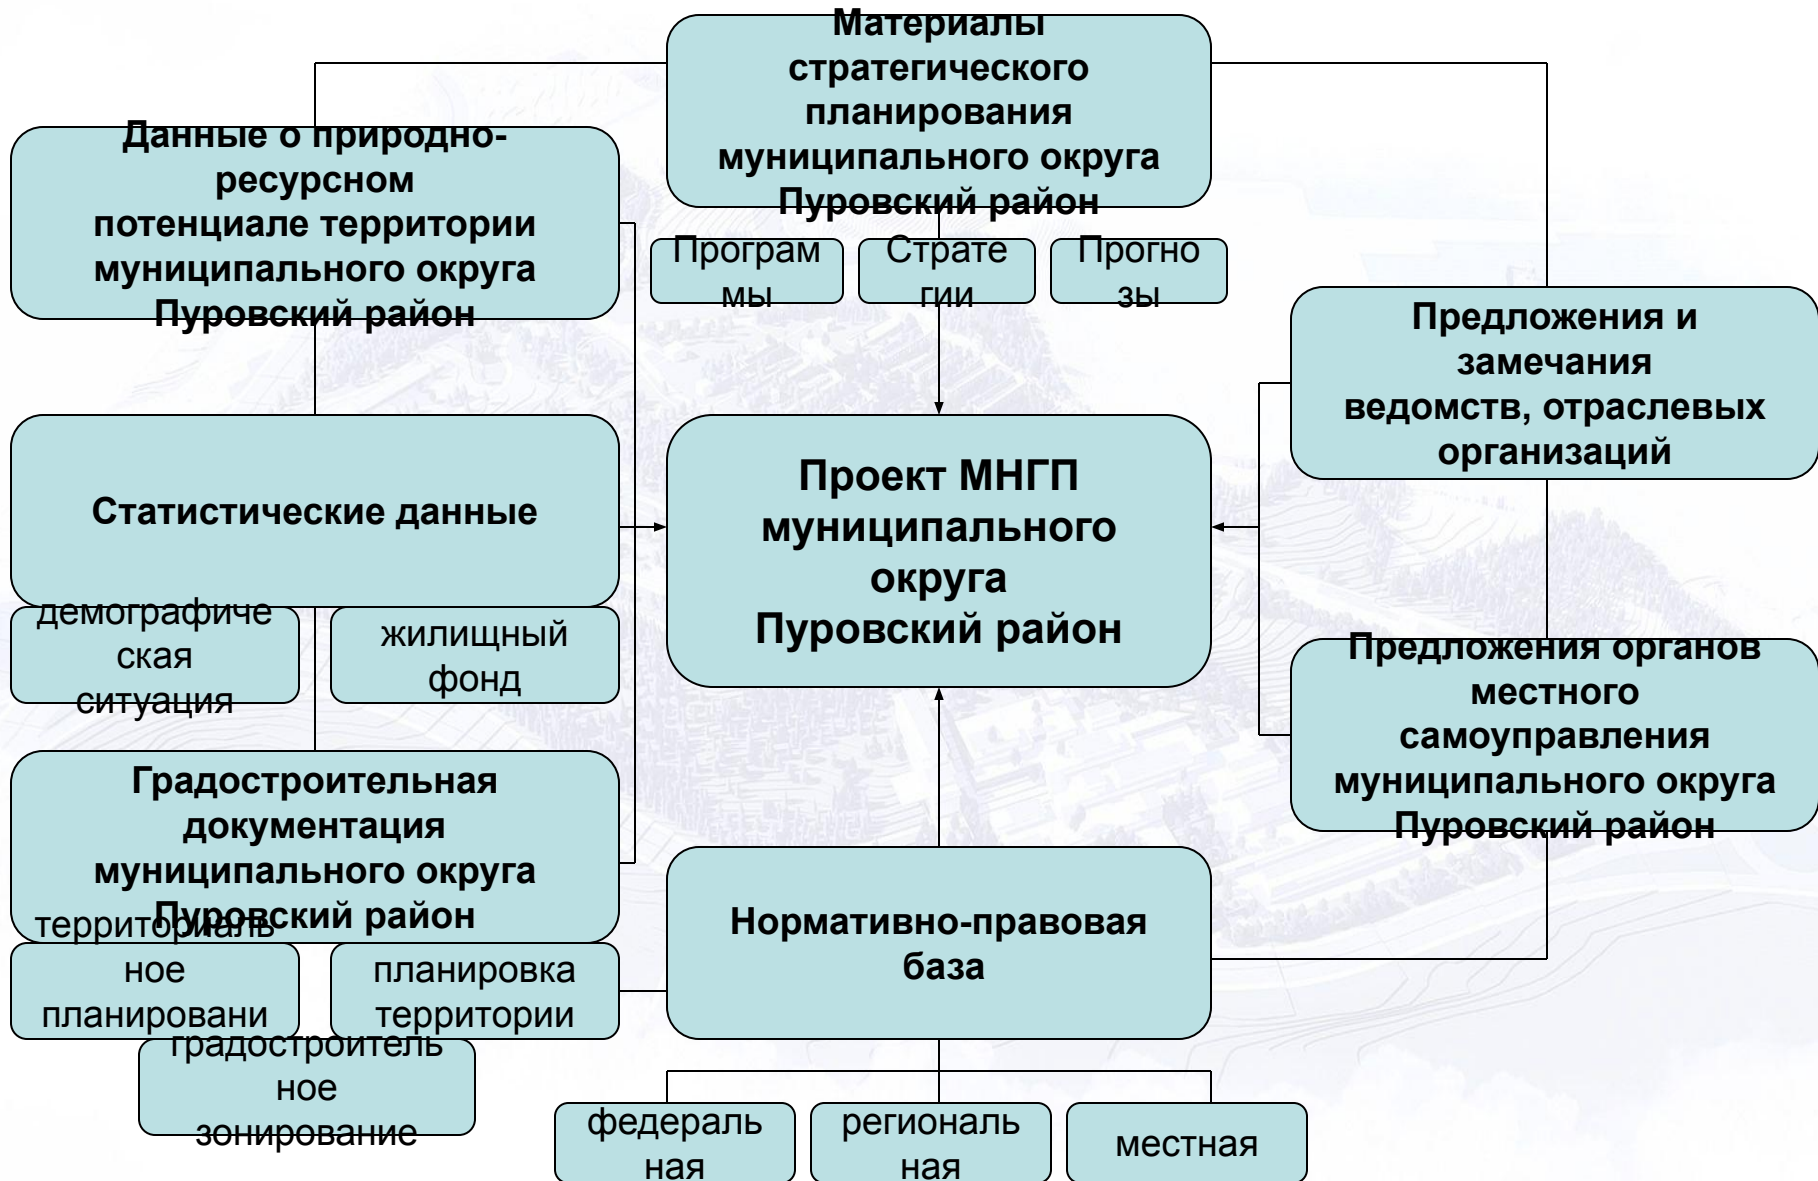 Материалы
стратегического
планирования
муниципального округа
Пуровский район
Програм
мы
Страте
гии
Прогно
зы
Данные о природно-
ресурсном
потенциале территории
муниципального округа
Пуровский район
Статистические данные
демографиче
ская
ситуация
жилищный
фонд
Градостроительная
документация
муниципального округа
Пуровский район
территориаль
ное
планировани
планировка
территории
градостроитель
ное
зонирование
Проект МНГП
муниципального
округа
Пуровский район
Предложения и
замечания
ведомств, отраслевых
организаций
Предложения органов
местного
самоуправления
муниципального округа
Пуровский район
Нормативно-правовая
база
федераль
ная
региональ
ная
местная